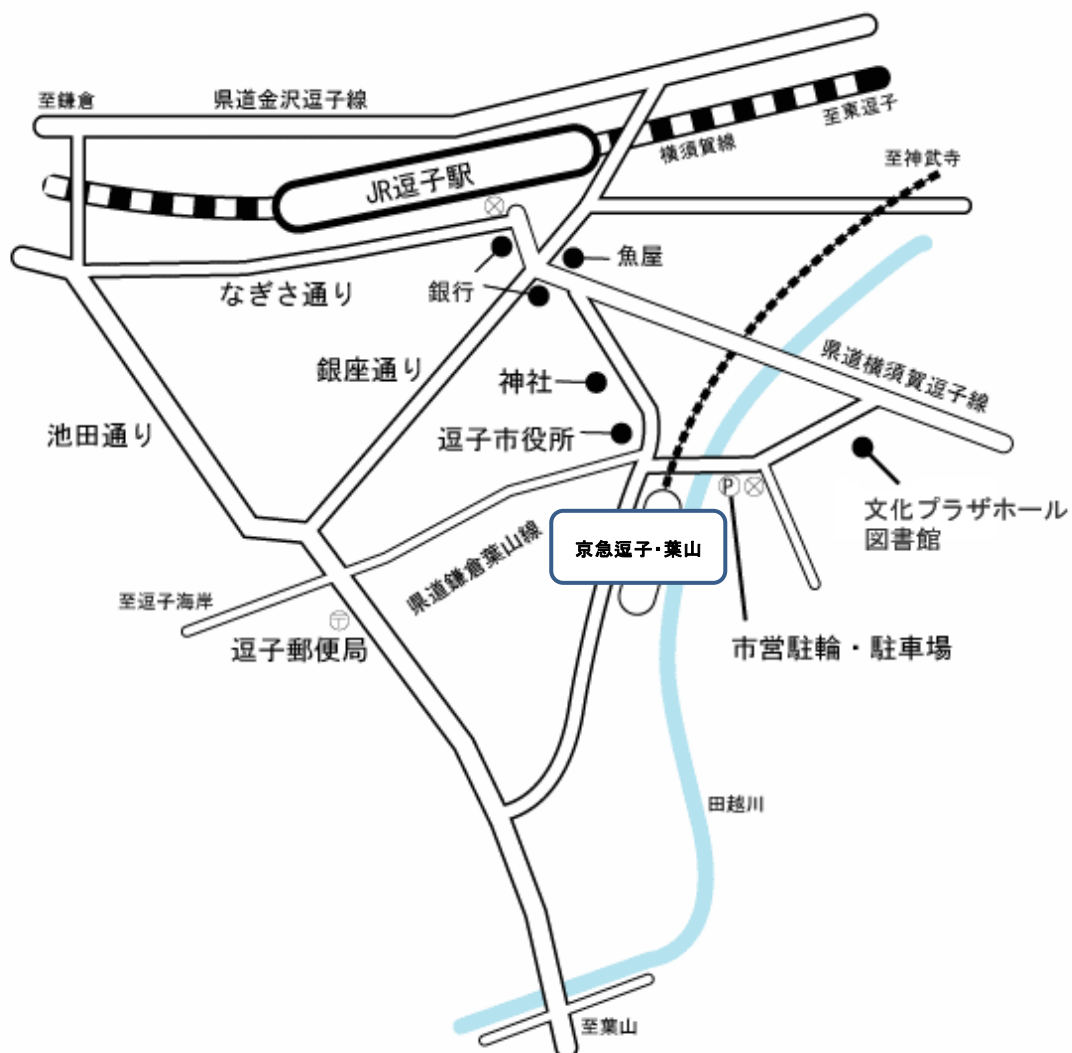 至鎌倉
県道金沢逗子線
至東逗子
横須賀線
至神武寺
JR逗子駅
魚屋
銀行
なぎさ通り
銀座通り
県道横須賀逗子線
神社
池田通り
逗子市役所
P
文化プラザホール
図書館
京急逗子・葉山
県道鎌倉葉山線
至逗子海岸
〒
逗子郵便局
市営駐輪・駐車場
田越川
至葉山